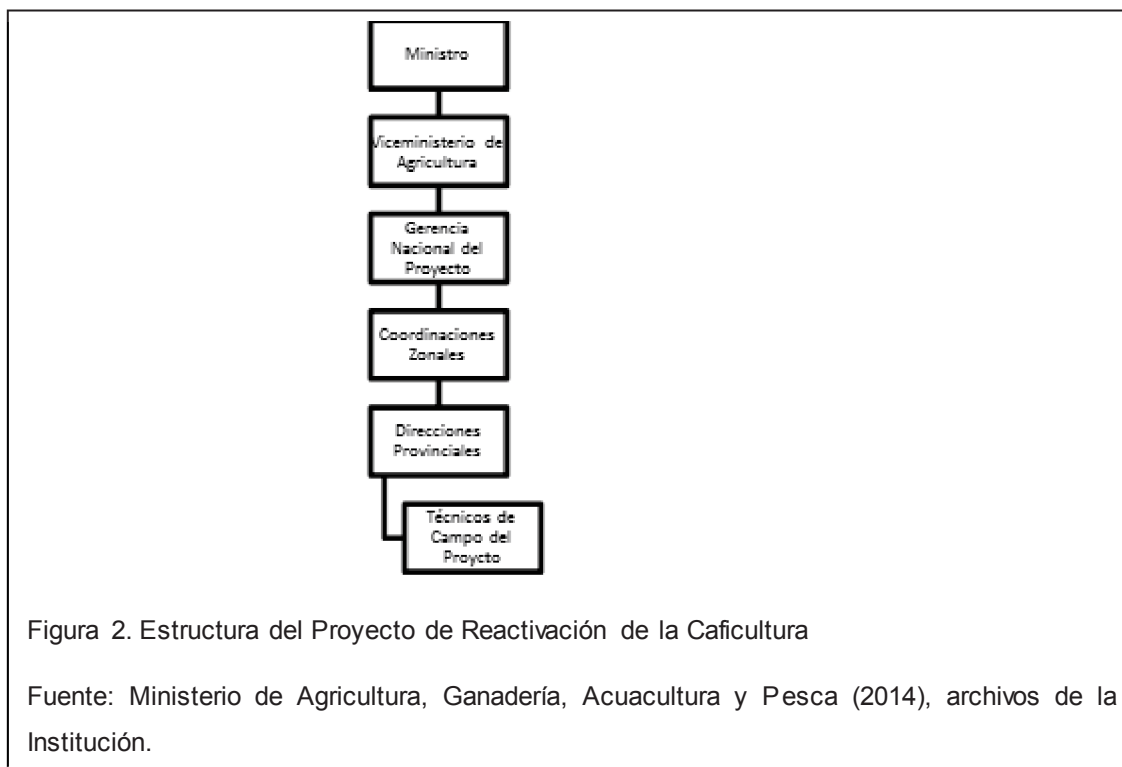 Ministro
Viceministerio de
Agricultura
Gerencia
Nacional del
Proyecto
Coordinaciones
Zonales
Direcciones
Provinciales
Técnicos de
Campo del
Proycto
Figura 2. Estructura del Proyecto de Reactivación de la Caficultura
Fuente: Ministerio de Agricultura, Ganadería, Acuacultura y Pesca (2014), archivos de la
Institución.